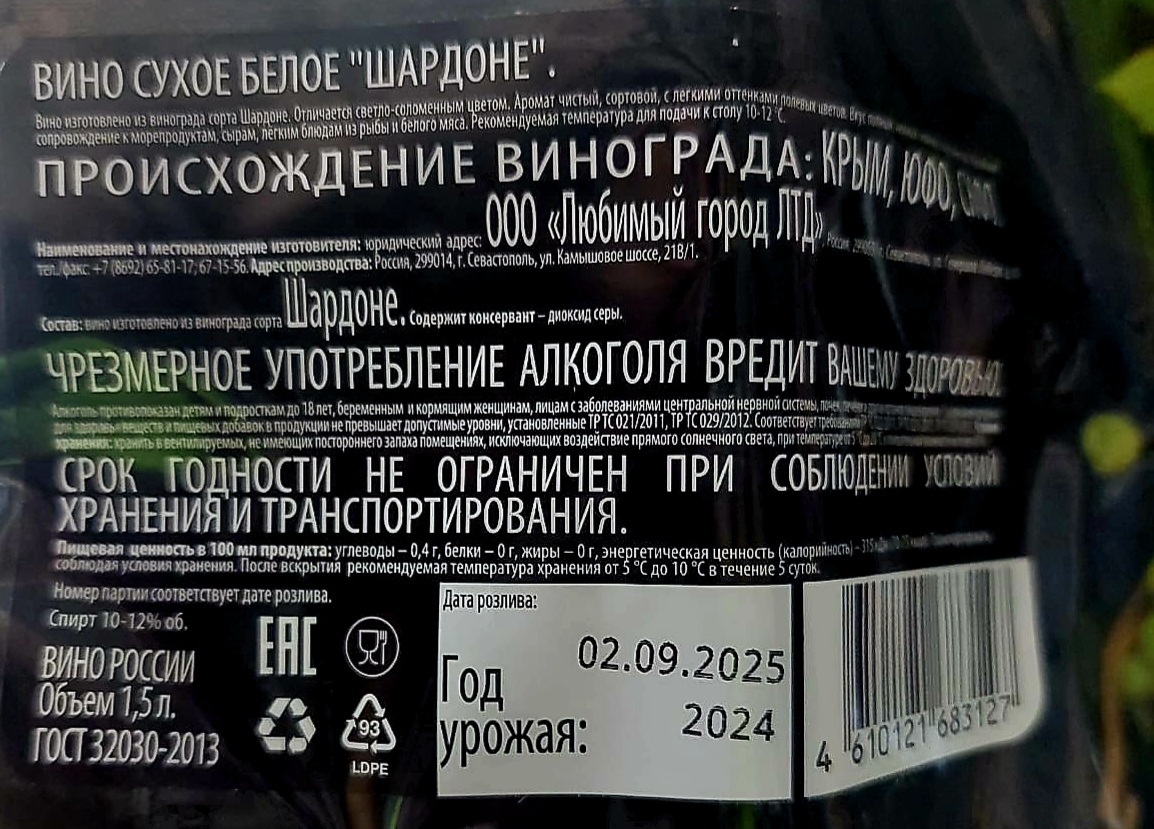 ВИНО СУХОЕ БЕЛОЕ "ШАРДОНЕ".
Вино изготовлено из винограда сорта Шардоне. Отличается светло-соломенным цветом. Аромат чистый, сортовой, с легкими оттенками полевых цветов. Вкус
сопровождение к морепродуктам, сырам, легким блюдам из рыбы и белого мяса. Рекомендуемая температура для подачи к столу 10-12°С.
ПРОИСХОЖДЕНИЕ ВИНОГРАДА: КРЫМ, ЮФО,
Наименование и местонахождение изготовителя: юридический адрес: ООО «Любимый город ЛТД»,
тел./факс: +7 (8692) 65-81-17; 67-15-56. Адрес производства: Россия, 299014, г. Севастополь, ул. Камышовое шоссе, 21В/1.
Состав: вино изготовлено из винограда сорта Шардоне. Содержит консервант – диоксид серы.
ЧРЕЗМЕРНОЕ УПОТРЕБЛЕНИЕ АЛКОГОЛЯ ВРЕДИТ ВАШЕМУ ЗДОРОВЬЮ.
Алкоголь противопоказан детям и подросткам до 18 лет, беременным и кормящим женщинам, лицам с заболеваниями центральной нервной системы, почек,
для здоровья веществ и пищевых добавок в продукции не превышает допустимые уровни, установленные ТР ТС 021/2011, ТР ТС 029/2012. Соответствует
хранения: хранить в вентилируемых, не имеющих постороннего запаха помещениях, исключающих воздействие прямого солнечного света, при температуре
СРОК ГОДНОСТИ НЕ ОГРАНИЧЕН ПРИ СОБЛЮДЕНИИ УСЛОВИЙ
ХРАНЕНИЯ И ТРАНСПОРТИРОВАНИЯ.
Пищевая ценность в 100 мл продукта: углеводы – 0,4 г, белки – 0 г, жиры – 0 г, энергетическая ценность (калорийность) –
соблюдая условия хранения. После вскрытия рекомендуемая температура хранения от 5 °С до 10 °С в течение 5 суток.
Номер партии соответствует дате розлива.
Спирт 10-12% об.
ВИНО РОССИИ
Объем 1,5 л.
ГОСТ 32030-2013
EAC
93
LDPE
Дата розлива:
02.09.2025
Год урожая: 2024
4 610121 683127